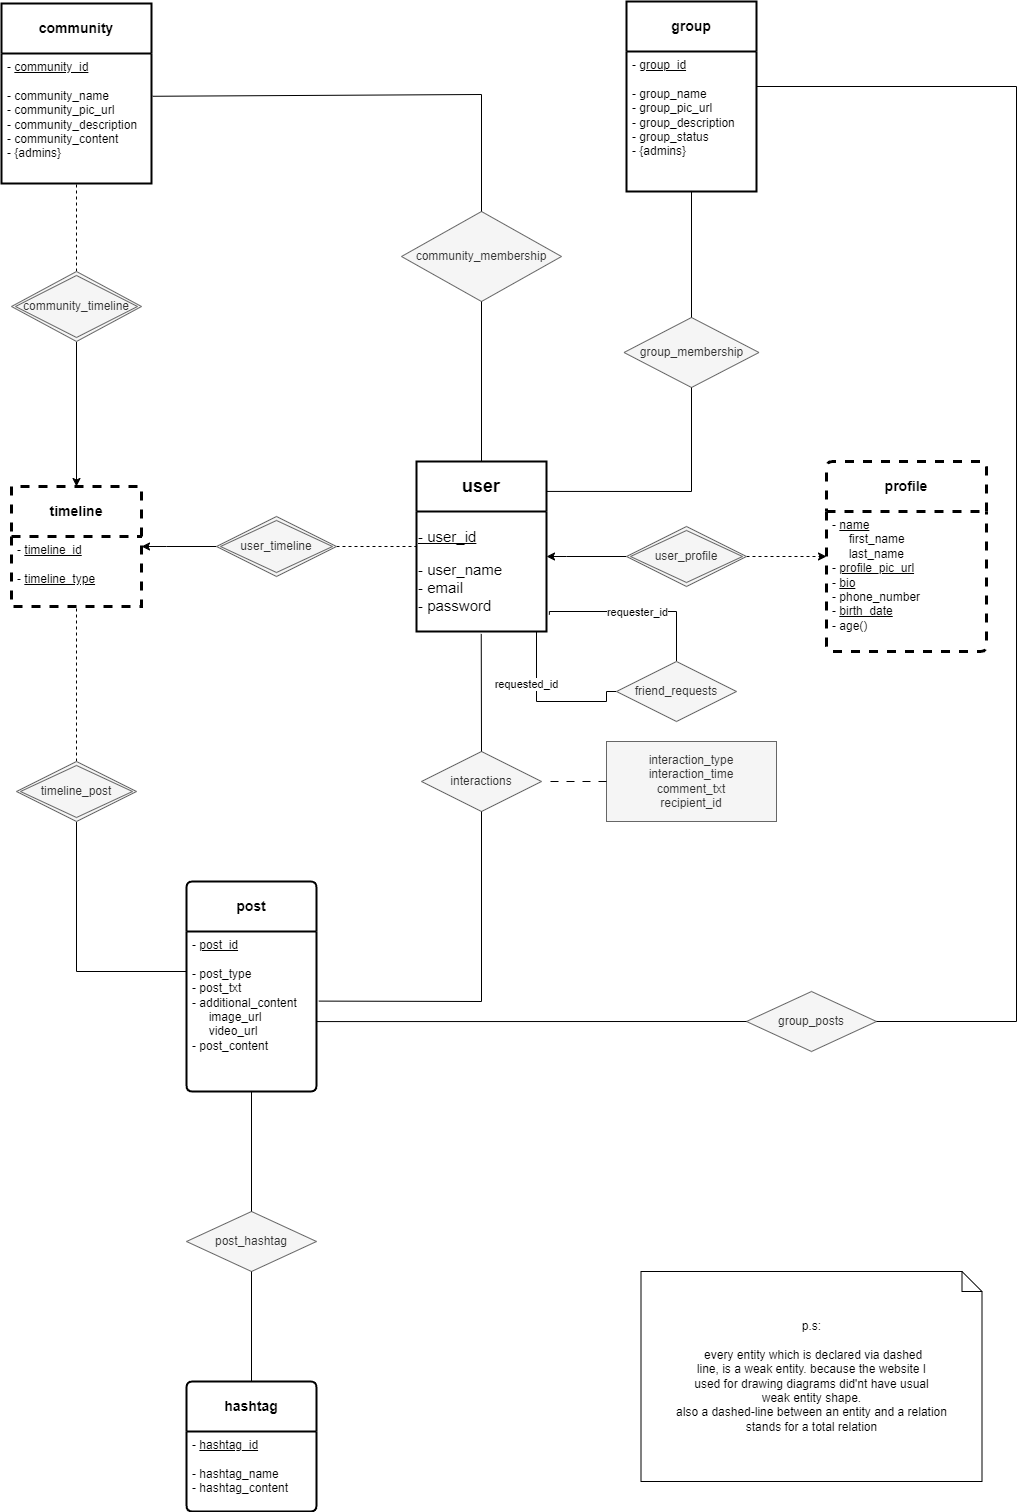 community
- community_id
- community_name
- community_pic_url
- community_description
- community_content
- {admins}
group
- group_id
- group_name
- group_pic_url
- group_description
- group_status
- {admins}
community_membership
community_timeline
group_membership
timeline
- timeline_id
- timeline_type
user_timeline
user
- user_id
- user_name
- email
- password
user_profile
profile
- name
first_name
last_name
- profile_pic_url
- bio
- phone_number
- birth_date
- age()
requester_id
requested_id
friend_requests
interactions
interaction_type
interaction_time
comment_txt
recipient_id
timeline_post
post
- post_id
- post_type
- post_txt
- additional_content
image_url
video_url
- post_content
group_posts
post_hashtag
hashtag
- hashtag_id
- hashtag_name
- hashtag_content
p.s:
every entity which is declared via dashed
line, is a weak entity. because the website I
used for drawing diagrams did'nt have usual
weak entity shape.
also a dashed-line between an entity and a relation
stands for a total relation